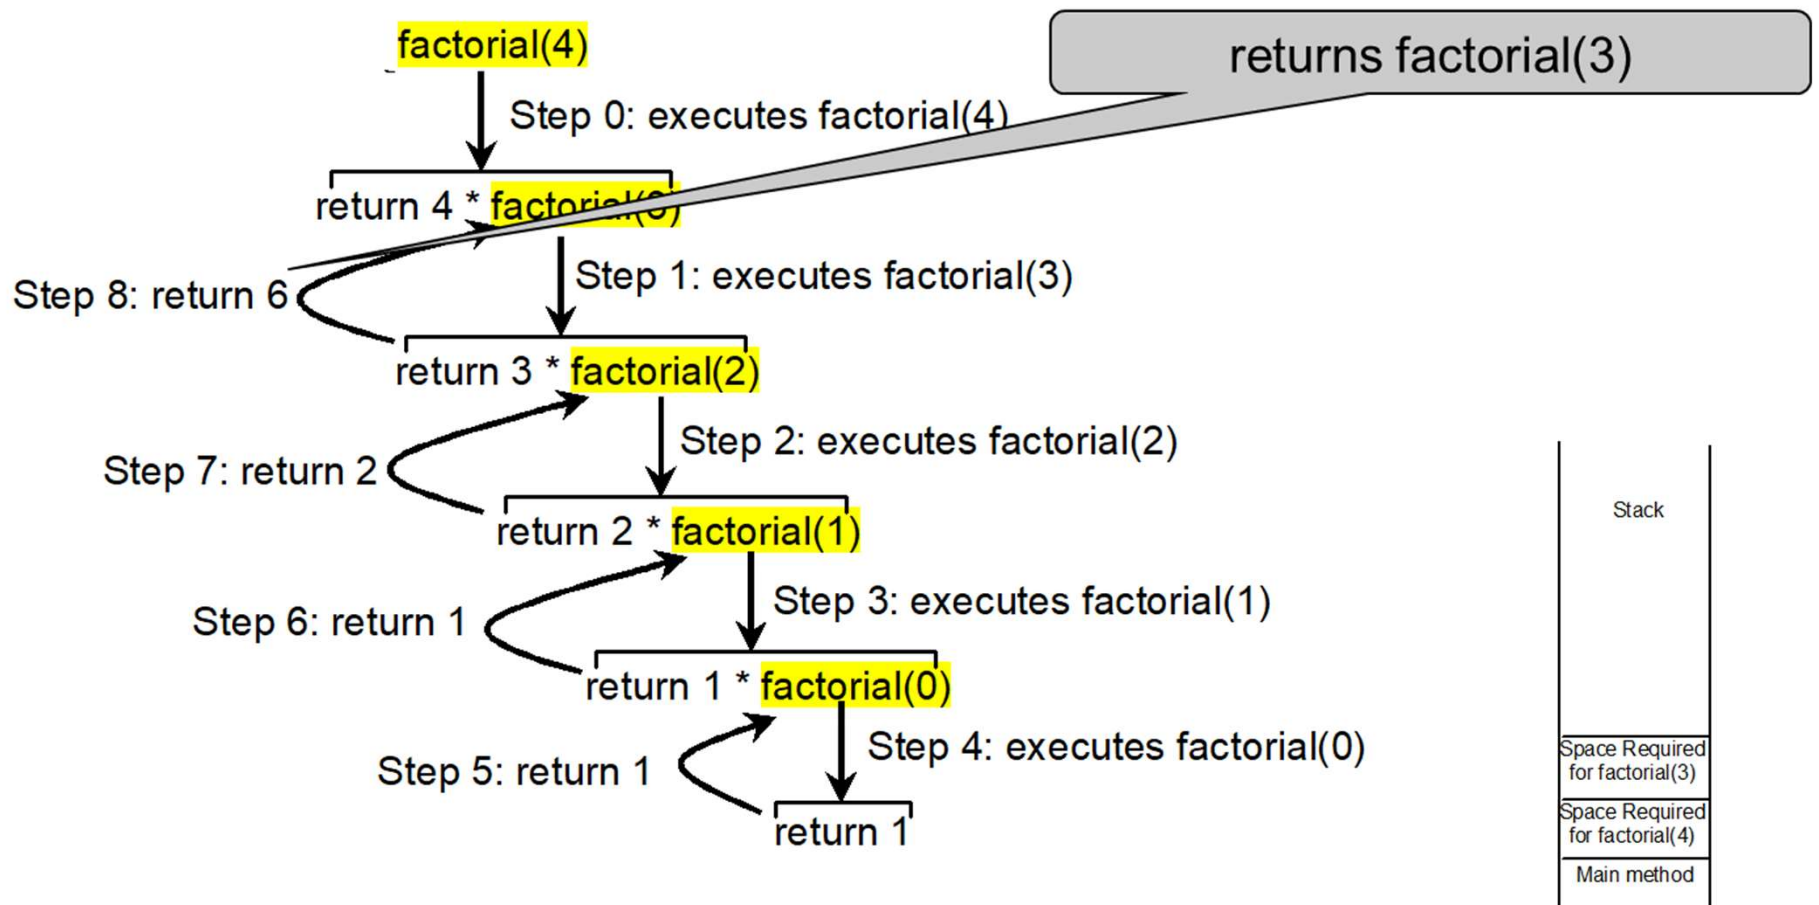 factorial(4)
returns factorial(3)
Step 0: executes factorial(4)
return 4 * factorial(3)
Step 1: executes factorial(3)
Step 8: return 6
return 3 * factorial(2)
Step 2: executes factorial(2)
Step 7: return 2
return 2 * factorial(1)
Step 3: executes factorial(1)
Step 6: return 1
return 1 * factorial(0)
Step 4: executes factorial(0)
Step 5: return 1
return 1
Stack
Space Required
for factorial(3)
Space Required
for factorial(4)
Main method